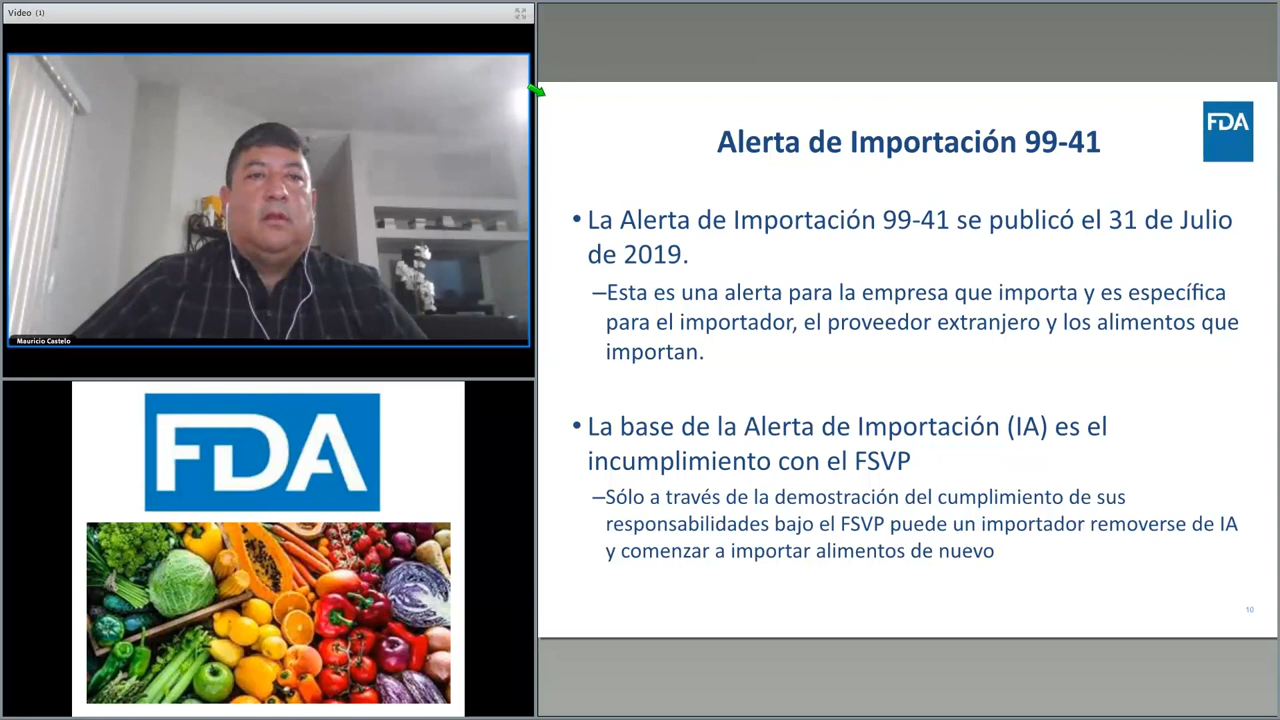 Video (1)
Mauricio Castelo
FDA
FDA
Alerta de Importación 99-41
• La Alerta de Importación 99-41 se publicó el 31 de Julio
de 2019.
–Esta es una alerta para la empresa que importa y es específica
para el importador, el proveedor extranjero y los alimentos que
importan.
• La base de la Alerta de Importación (IA) es el
incumplimiento con el FSVP
–Sólo a través de la demostración del cumplimiento de sus
responsabilidades bajo el FSVP puede un importador removerse de IA
y comenzar a importar alimentos de nuevo
10